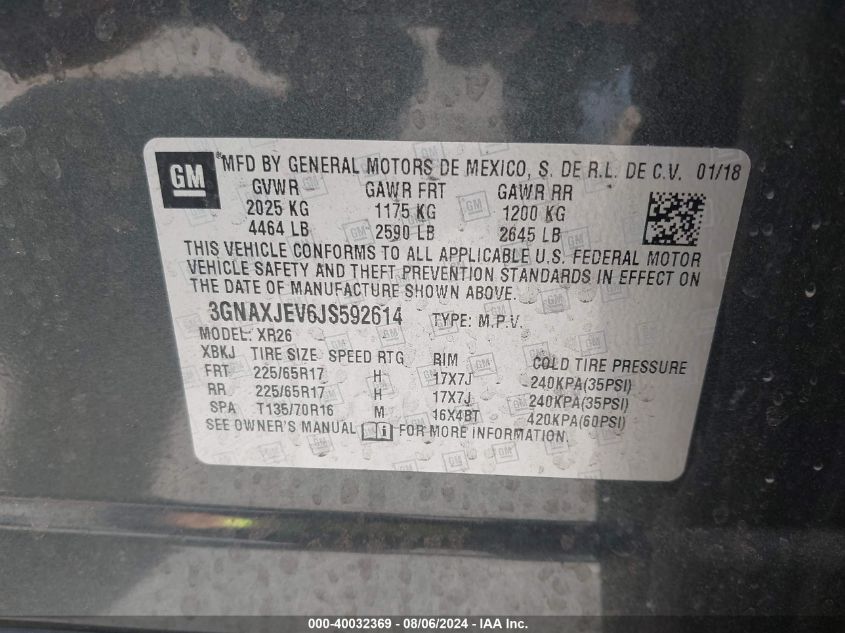 GM MFD BY GENERAL MOTORS DE MEXICO, S. DE R.L. DE C.V. 01/18
GVWR GAWR FRT GAWR RR
2025 KG 1175 KG 1200 KG
4464 LB 2590 LB 2645 LB
THIS VEHICLE CONFORMS TO ALL APPLICABLE U.S. FEDERAL MOTOR
VEHICLE SAFETY AND THEFT PREVENTION STANDARDS IN EFFECT ON
THE DATE OF MANUFACTURE SHOWN ABOVE.
3GNAXJEV6JS592614 TYPE: M.P.V.
MODEL: XR26
XBKJ TIRE SIZE SPEED RTG RIM COLD TIRE PRESSURE
FRT 225/65R17 H 17X7J 240KPA(35PSI)
RR 225/65R17 H 17X7J 240KPA(35PSI)
SPA T135/70R16 M 16X4BT 420KPA(60PSI)
SEE OWNER'S MANUAL FOR MORE INFORMATION.
000-40032369 - 08/06/2024 - IAA Inc.